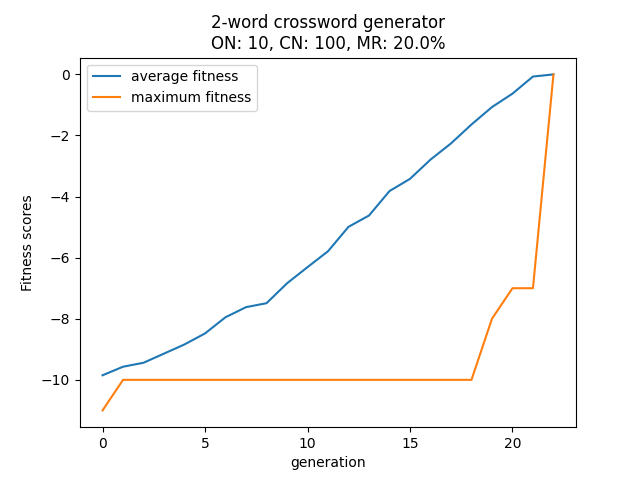 2-word crossword generator
ON: 10, CN: 100, MR: 20.0%
average fitness
maximum fitness
0
−2
−4
−6
−8
−10
Fitness scores
0 5 10 15 20
generation